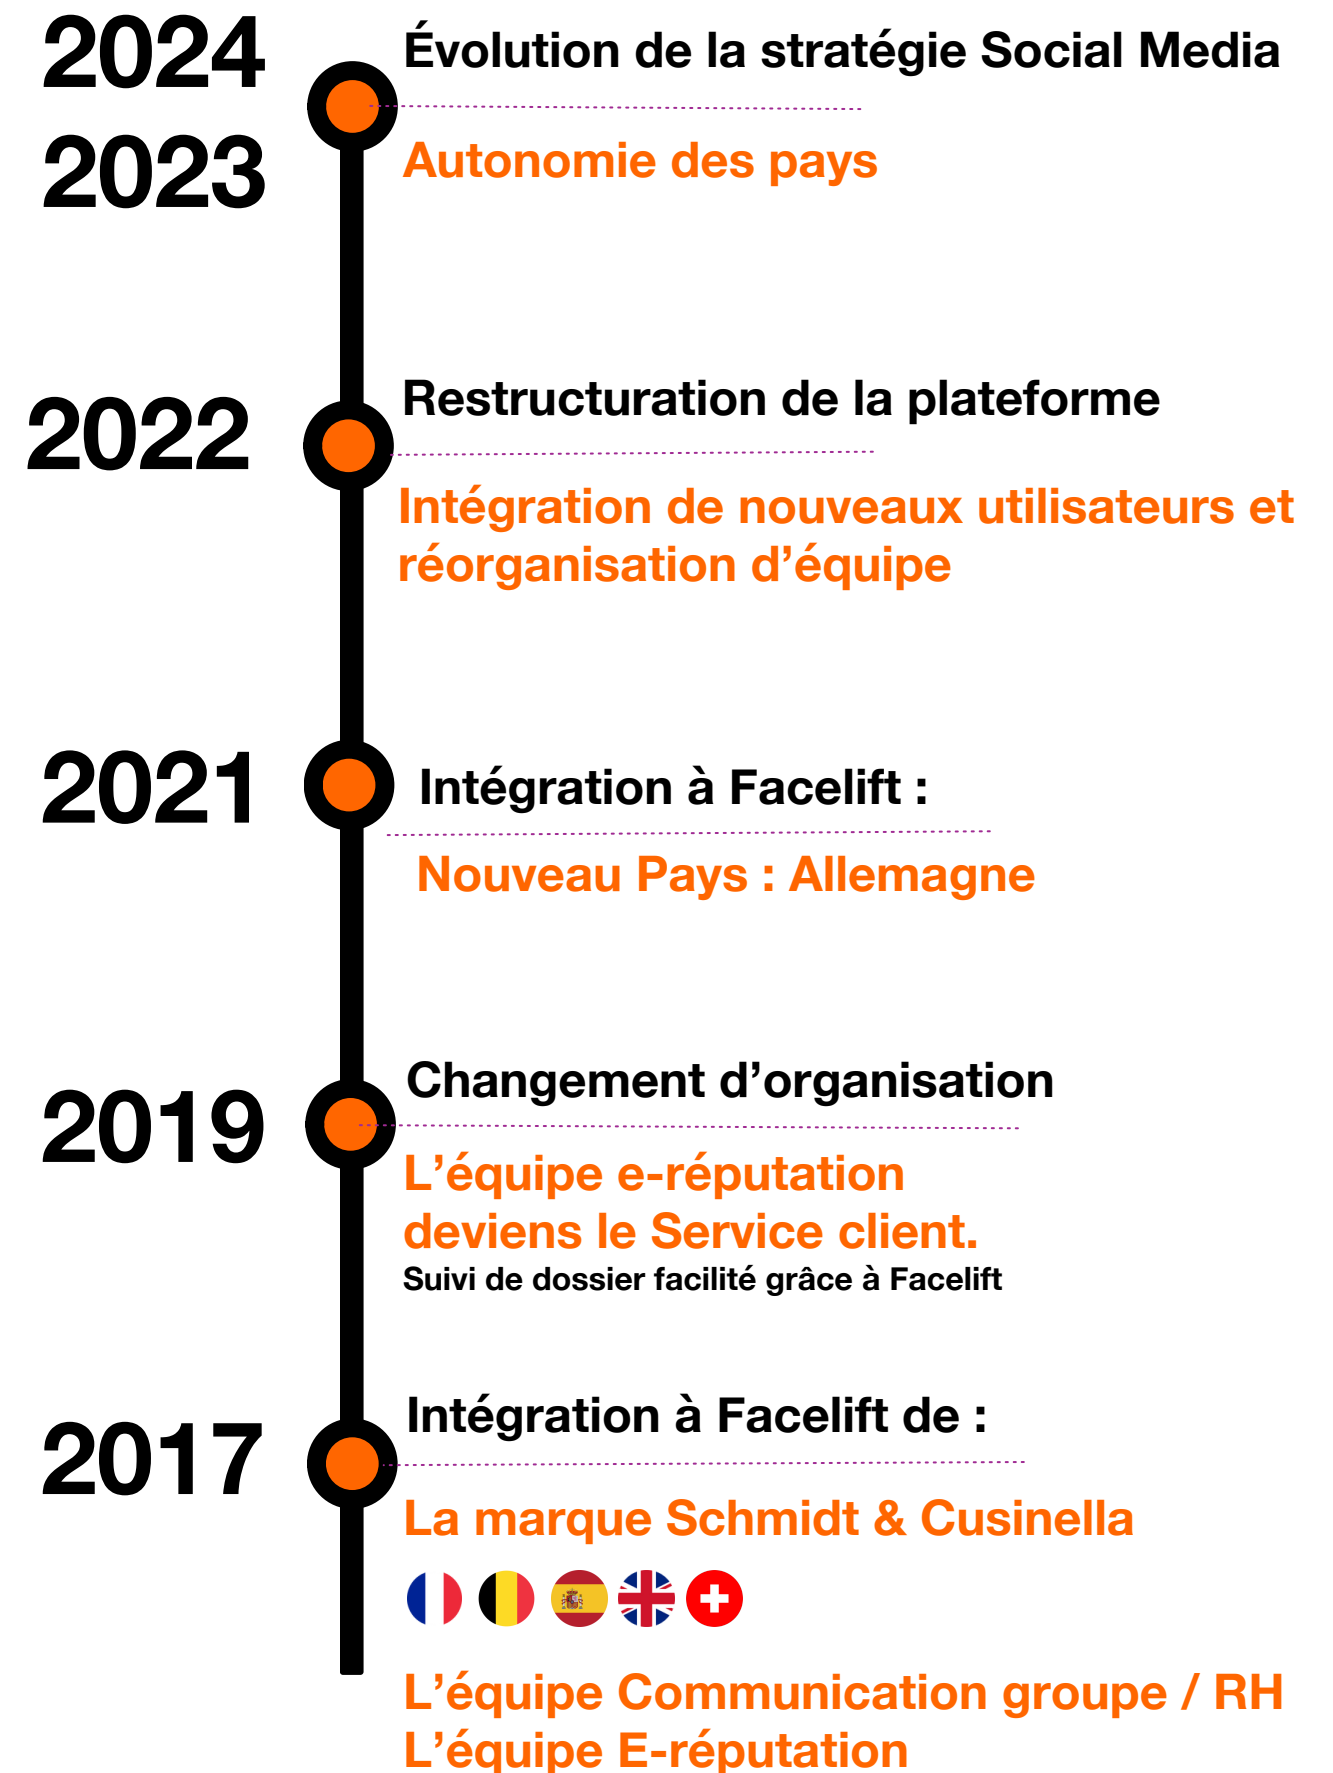 2024
Évolution de la stratégie Social Media
2023
Autonomie des pays
2022
Restructuration de la plateforme
Intégration de nouveaux utilisateurs et
réorganisation d’équipe
2021
Intégration à Facelift :
Nouveau Pays : Allemagne
2019
Changement d’organisation
L’équipe e-réputation
deviens le Service client.
Suivi de dossier facilité grâce à Facelift
2017
Intégration à Facelift de :
La marque Schmidt & Cusinella
L’équipe Communication groupe / RH
L’équipe E-réputation